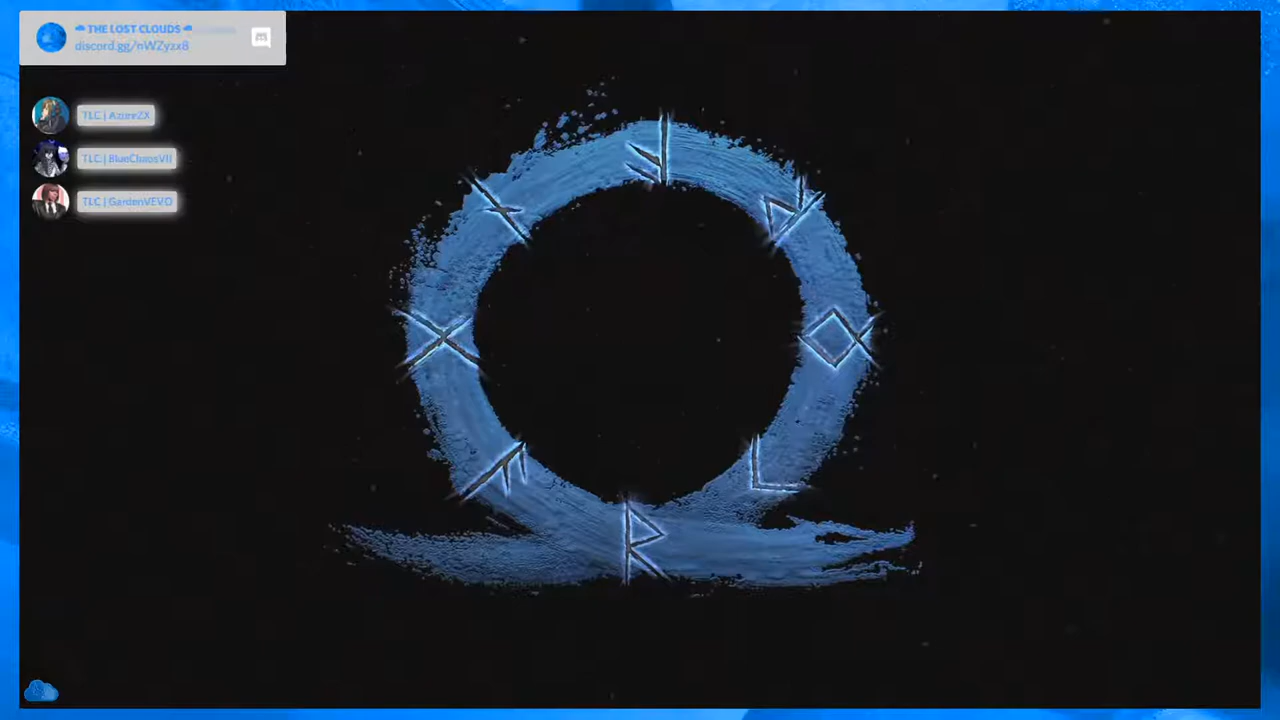 THE LOST CLOUDS
discord.gg/nWZyzx8
TLC | AzureZX
TLC | BlueChaosVII
TLC | GardenVEVO